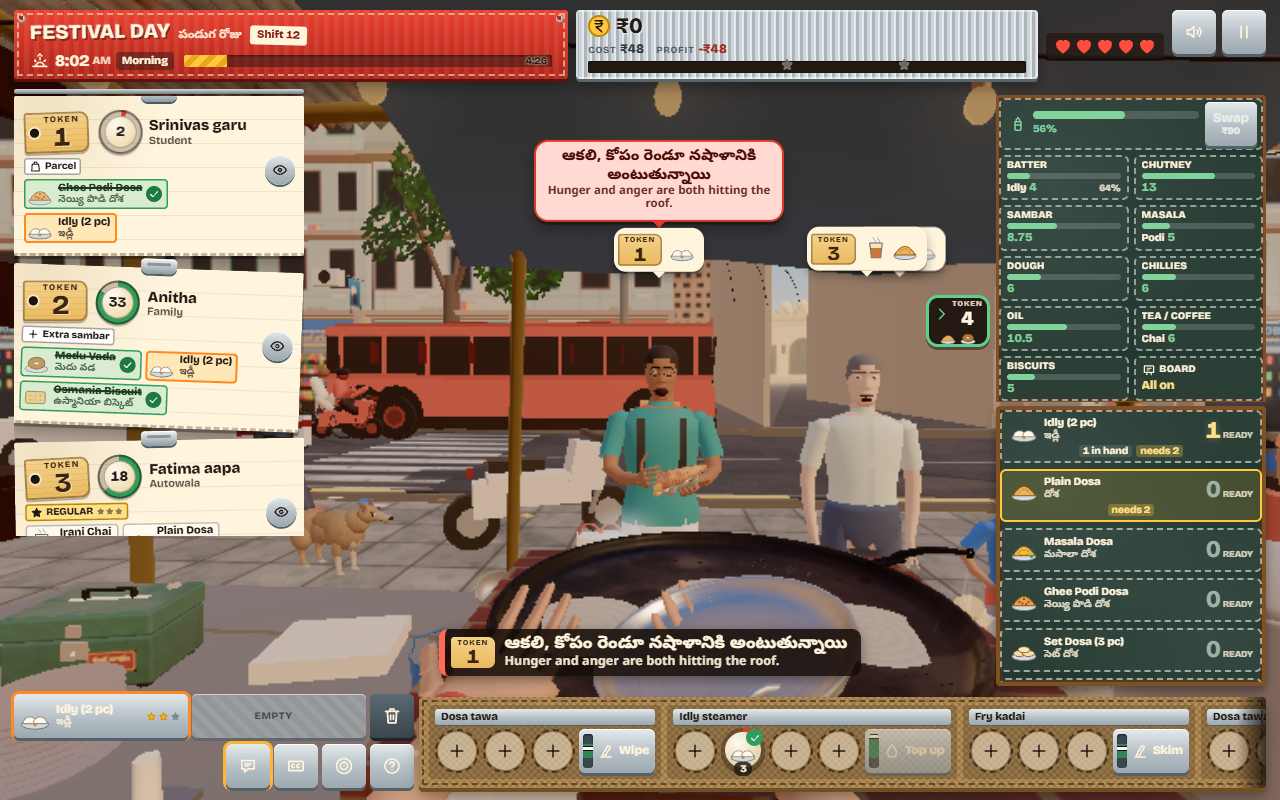 FESTIVAL DAY పండుగ రోజు Shift 12
8:02 AM Morning 4:26
₹0
COST ₹48 PROFIT -₹48
TOKEN
1
2
Srinivas garu
Student
Parcel
Ghee Podi Dosa
నెయ్యి పొడి దోశ
Idly (2 pc)
ఇడ్లీ
TOKEN
2
33
Anitha
Family
+ Extra sambar
Medu Vada
మెదు వడ
Idly (2 pc)
ఇడ్లీ
Osmania Biscuit
ఉస్మానియా బిస్కెట్
TOKEN
3
18
Fatima aapa
Autowala
REGULAR
Irani Chai
Plain Dosa
ఆకలి, కోపం రెండూ నషాళానికి
అంటుతున్నాయి
Hunger and anger are both hitting the
roof.
TOKEN
1
TOKEN
3
TOKEN
4
56%
Swap
₹90
BATTER
Idly 4 64%
CHUTNEY
13
SAMBAR
8.75
MASALA
Podi 5
DOUGH
6
CHILLIES
6
OIL
10.5
TEA / COFFEE
Chai 6
BISCUITS
5
BOARD
All on
Idly (2 pc)
ఇడ్లీ
1 READY
1 in hand needs 2
Plain Dosa
దోశ
0 READY
needs 2
Masala Dosa
మసాలా దోశ
0 READY
Ghee Podi Dosa
నెయ్యి పొడి దోశ
0 READY
Set Dosa (3 pc)
సెట్ దోశ
0 READY
TOKEN
1
ఆకలి, కోపం రెండూ నషాళానికి అంటుతున్నాయి
Hunger and anger are both hitting the roof.
Idly (2 pc)
ఇడ్లీ
EMPTY
CC
?
Dosa tawa
Wipe
Idly steamer
3
Top up
Fry kadai
Skim
Dosa tawa